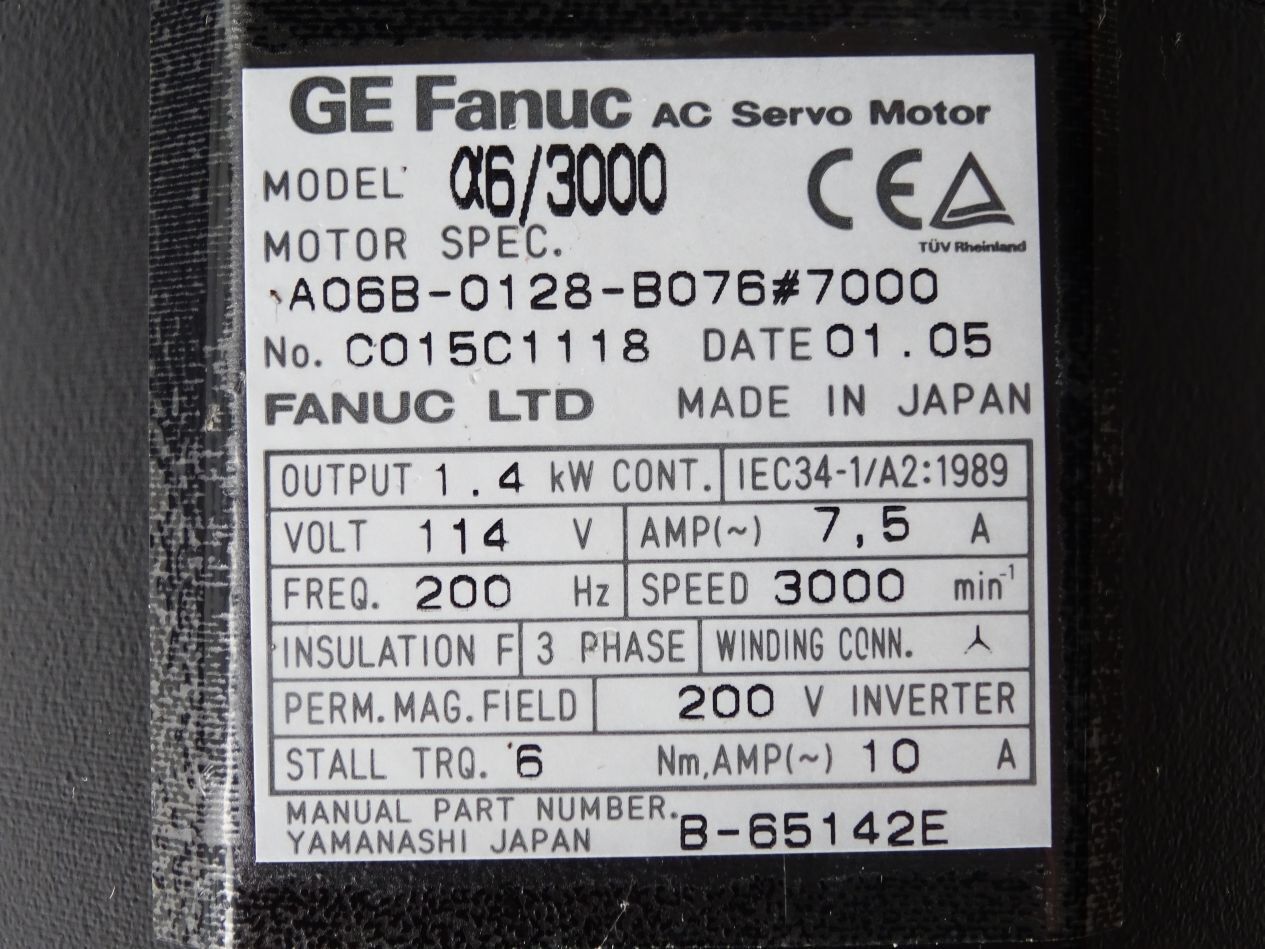 GE Fanuc AC Servo Motor
MODEL α6/3000
CE
TÜV Rheinland
MOTOR SPEC.
A06B-0128-B076#7000
No. C015C1118 DATE 01.05
FANUC LTD MADE IN JAPAN
OUTPUT 1.4 kW CONT. IEC34-1/A2:1989
VOLT 114 V AMP(~) 7,5 A
FREQ. 200 Hz SPEED 3000 min⁻¹
INSULATION F 3 PHASE WINDING CONN. ⅄
PERM.MAG.FIELD 200 V INVERTER
STALL TRQ. 6 Nm,AMP(~) 10 A
MANUAL PART NUMBER. B-65142E
YAMANASHI JAPAN